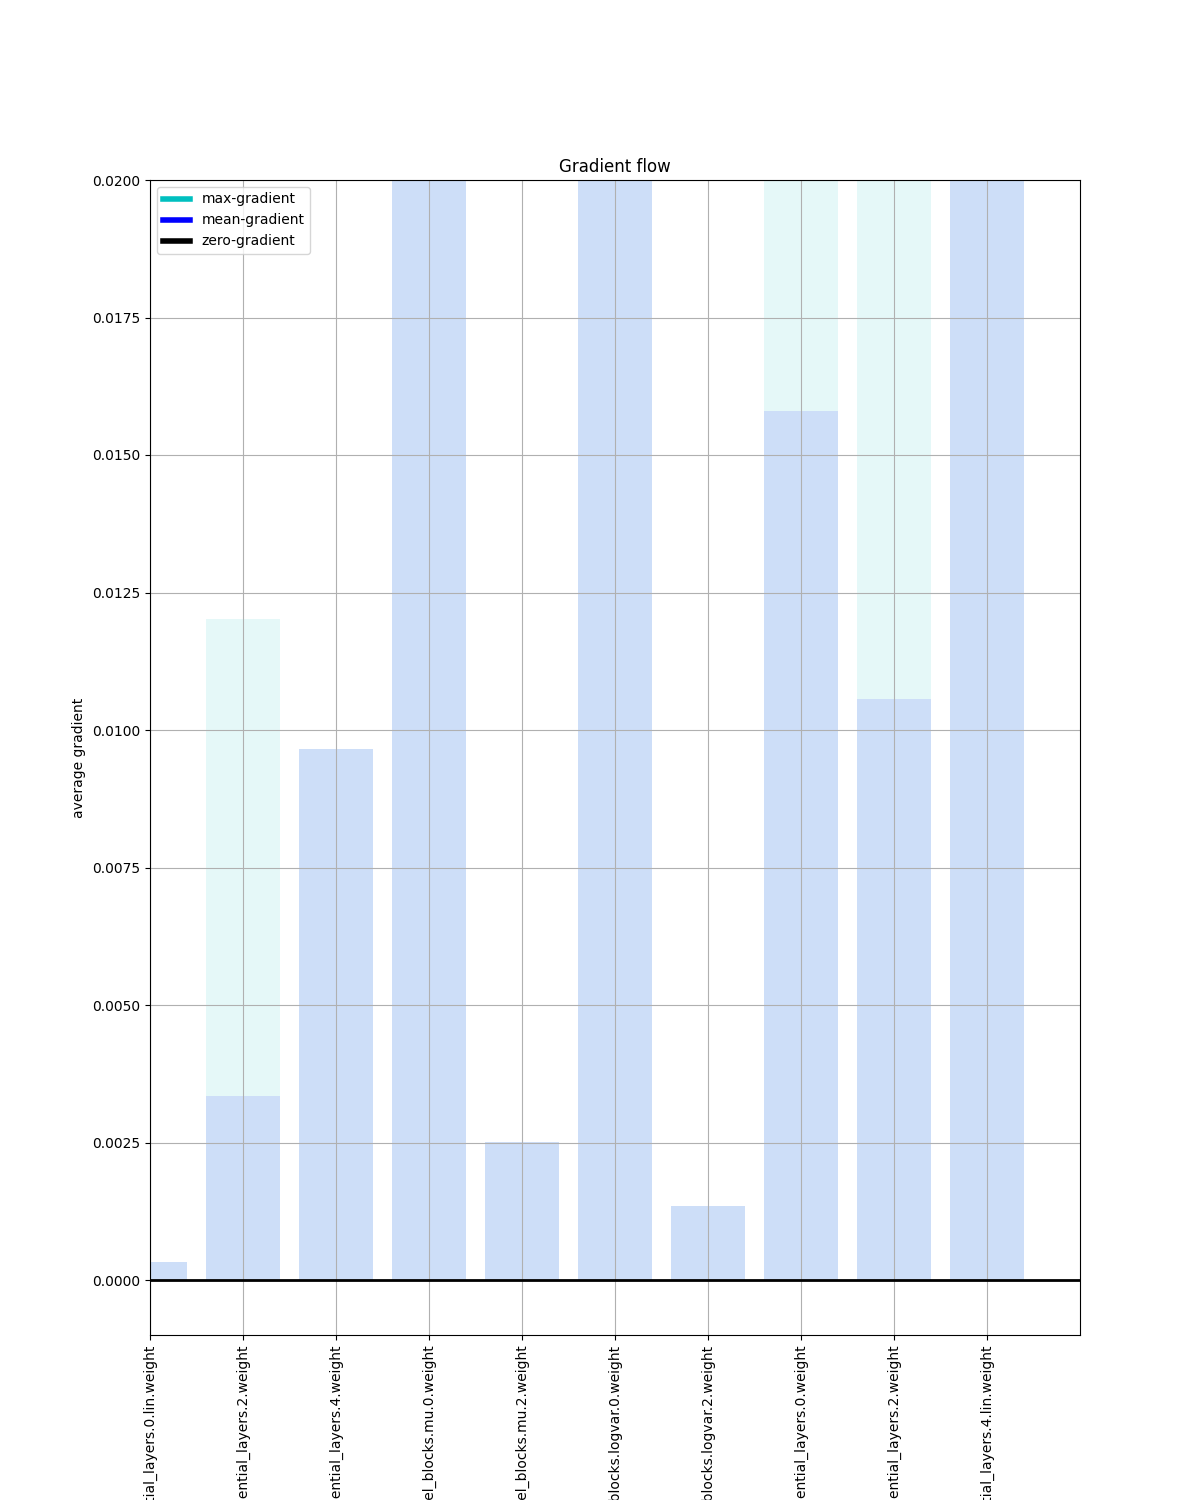 Gradient flow
max-gradient
mean-gradient
zero-gradient
0.0200
0.0175
0.0150
0.0125
0.0100
0.0075
0.0050
0.0025
0.0000
average gradient
tial_layers.0.lin.weight
ential_layers.2.weight
ential_layers.4.weight
el_blocks.mu.0.weight
el_blocks.mu.2.weight
blocks.logvar.0.weight
blocks.logvar.2.weight
ential_layers.0.weight
ential_layers.2.weight
tial_layers.4.lin.weight